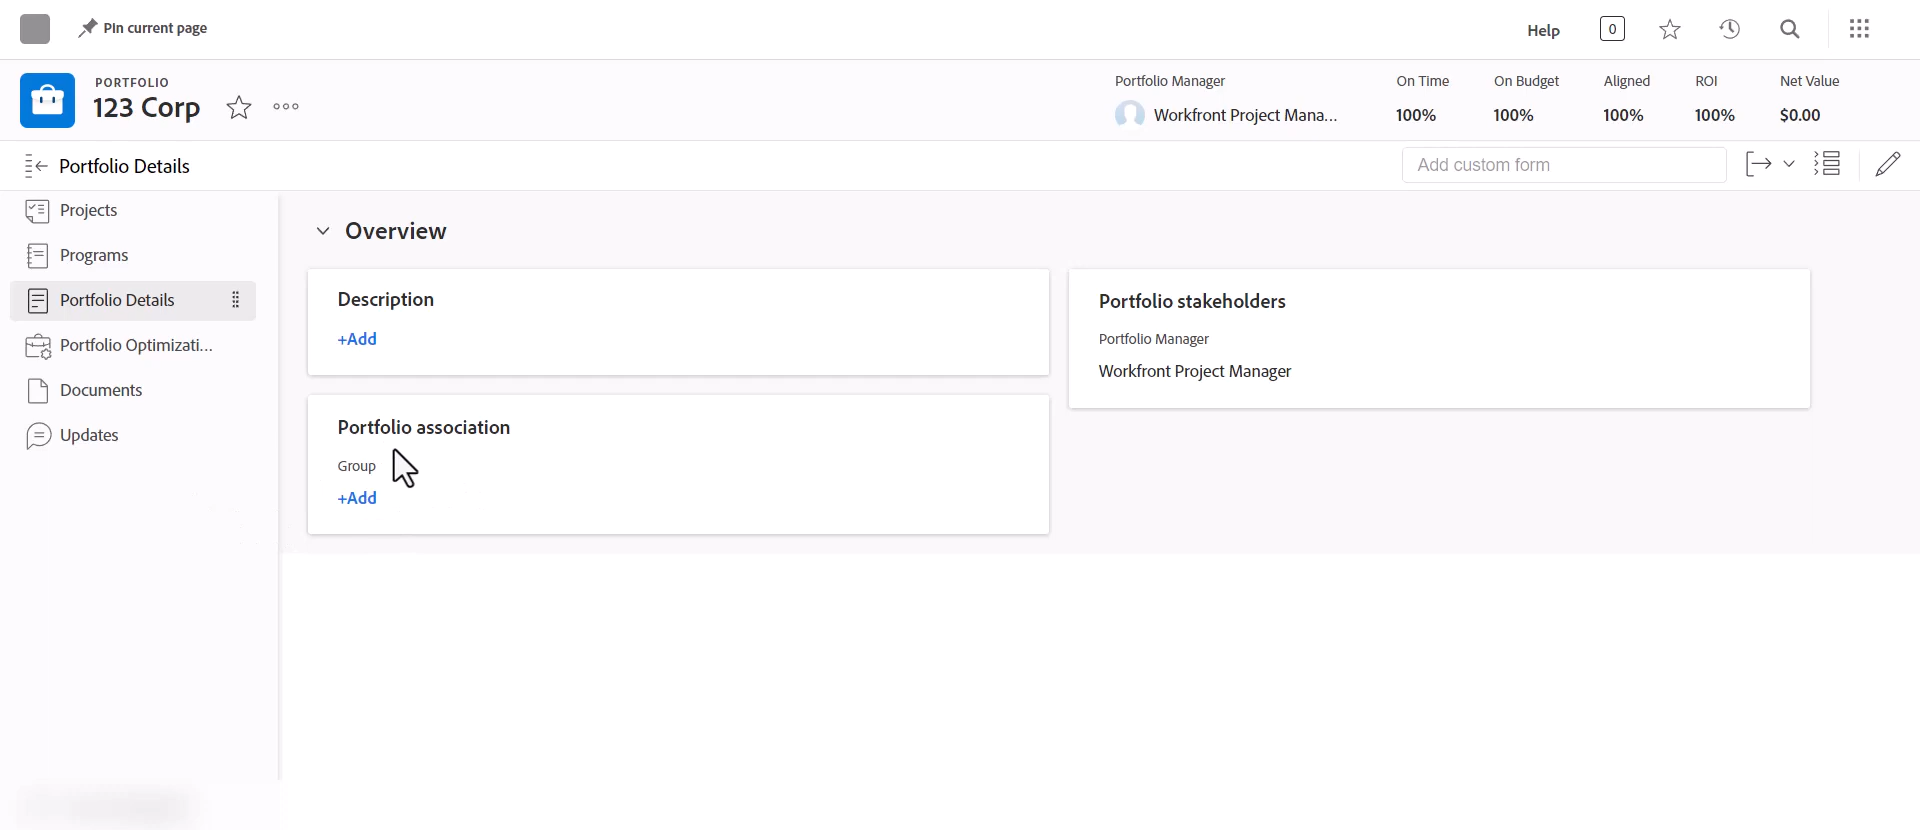 Pin current page
Help
0
PORTFOLIO
123 Corp
Portfolio Manager
Workfront Project Mana...
On Time
100%
On Budget
100%
Aligned
100%
ROI
100%
Net Value
$0.00
Portfolio Details
Add custom form
Projects
Programs
Portfolio Details
Portfolio Optimizati...
Documents
Updates
Overview
Description
+Add
Portfolio association
Group
+Add
Portfolio stakeholders
Portfolio Manager
Workfront Project Manager